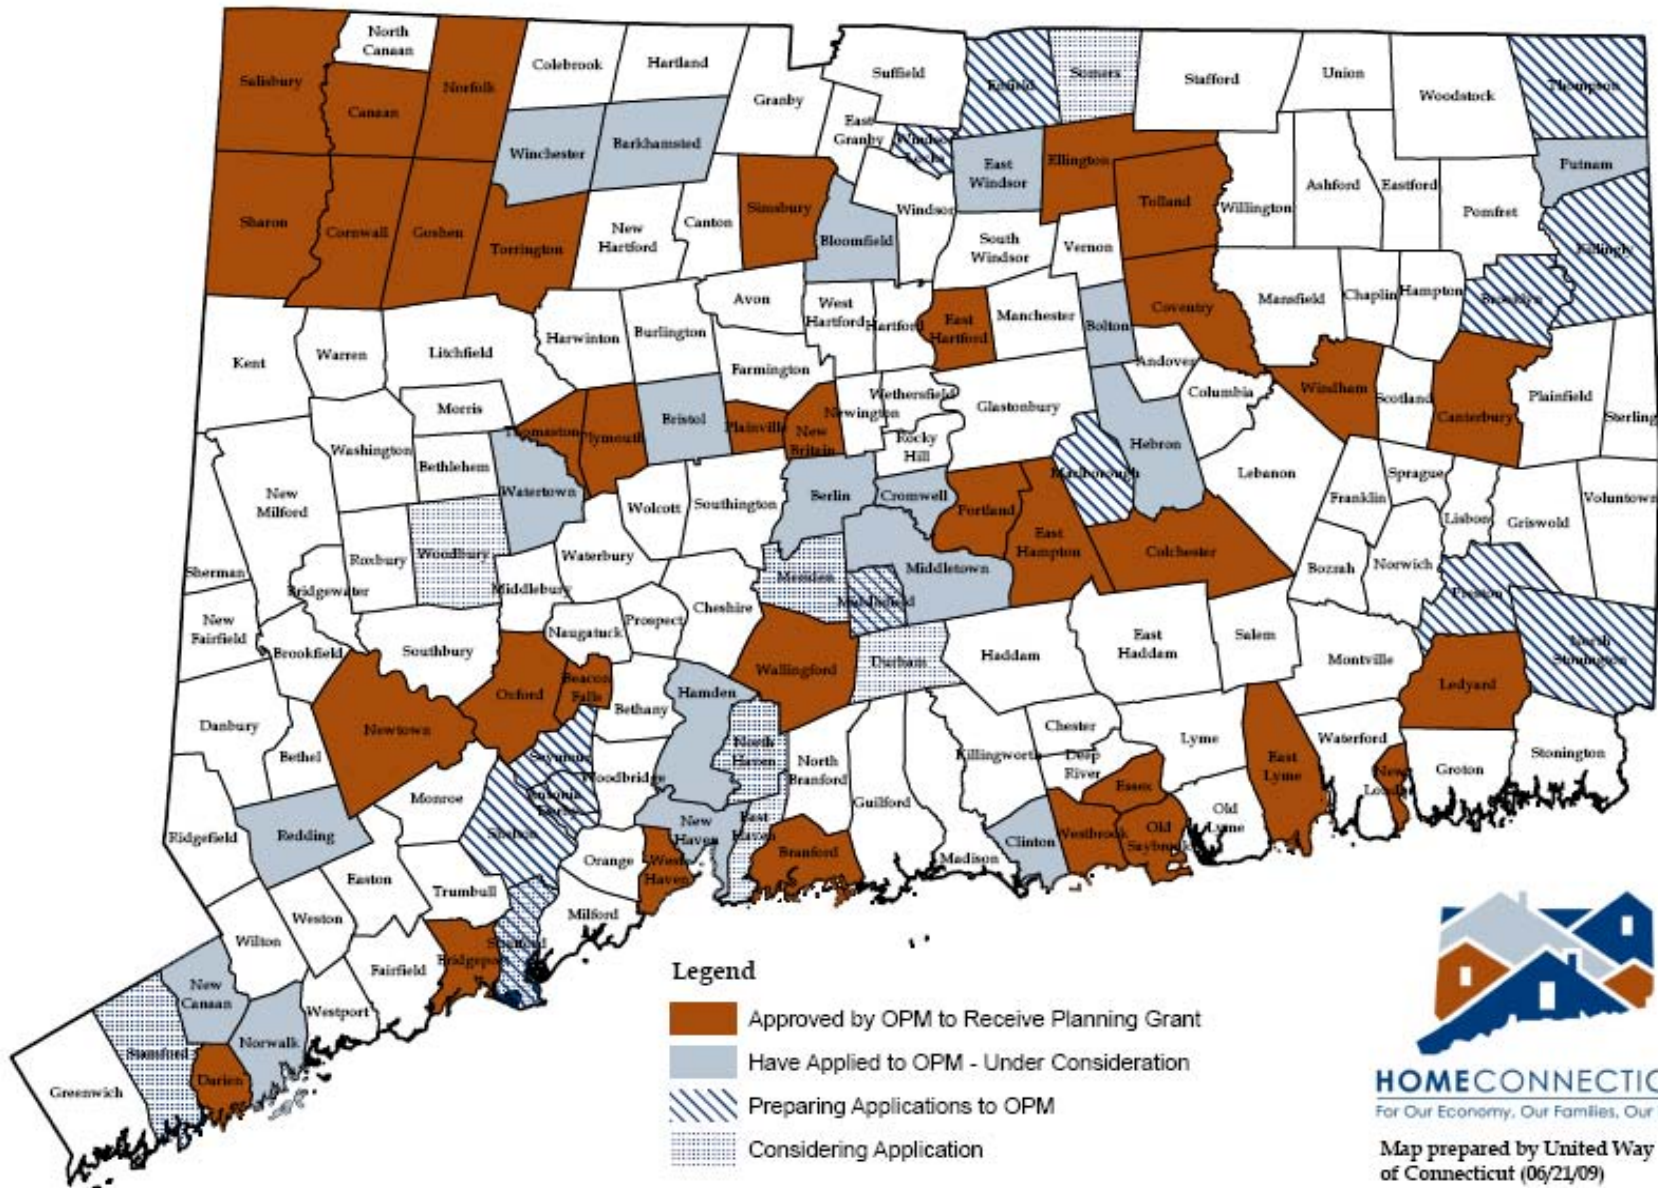 North
Canaan
Salisbury
Norfolk
Canaan
Colebrook
Hartland
Granby
Suffield
East
Granby
Windsor
Locks
Enfield
Somers
Stafford
Union
Woodstock
Thompson
Winchester
Barkhamsted
East
Windsor
Ellington
Putnam
Sharon
Cornwall
Goshen
Torrington
New
Hartford
Canton
Simsbury
Bloomfield
Windsor
South
Windsor
Vernon
Tolland
Willington
Ashford
Eastford
Pomfret
Killingly
Kent
Warren
Litchfield
Harwinton
Burlington
Avon
West
Hartford
Hartford
East
Hartford
Manchester
Bolton
Coventry
Mansfield
Chaplin
Hampton
Brooklyn
Farmington
Andover
Morris
Thomaston
Plymouth
Bristol
Plainville
New
Britain
Newington
Wethersfield
Rocky
Hill
Glastonbury
Hebron
Columbia
Windham
Scotland
Canterbury
Plainfield
Sterling
Washington
Bethlehem
Watertown
Wolcott
Southington
Berlin
Cromwell
Portland
East
Hampton
Marlborough
Lebanon
Franklin
Sprague
Lisbon
Griswold
Voluntown
New
Milford
Roxbury
Woodbury
Waterbury
Middlebury
Meriden
Middlefield
Middletown
Colchester
Bozrah
Norwich
Preston
North
Stonington
Sherman
Bridgewater
New
Fairfield
Brookfield
Southbury
Naugatuck
Prospect
Cheshire
Wallingford
Durham
Haddam
East
Haddam
Salem
Montville
Ledyard
Danbury
Bethel
Newtown
Oxford
Beacon
Falls
Bethany
Hamden
North
Haven
North
Branford
Guilford
Killingworth
Chester
Deep
River
Lyme
East
Lyme
Waterford
New
London
Groton
Stonington
Ridgefield
Redding
Monroe
Seymour
Ansonia
Derby
Shelton
Woodbridge
New
Haven
East
Haven
Branford
Madison
Clinton
Westbrook
Essex
Old
Saybrook
Old
Lyme
Easton
Trumbull
Orange
West
Haven
Milford
Wilton
Weston
Fairfield
Bridgeport
Stratford
New
Canaan
Norwalk
Westport
Greenwich
Stamford
Darien
Legend
Approved by OPM to Receive Planning Grant
Have Applied to OPM - Under Consideration
Preparing Applications to OPM
Considering Application
HOMECONNECTIC
For Our Economy, Our Families, Our
Map prepared by United Way
of Connecticut (06/21/09)